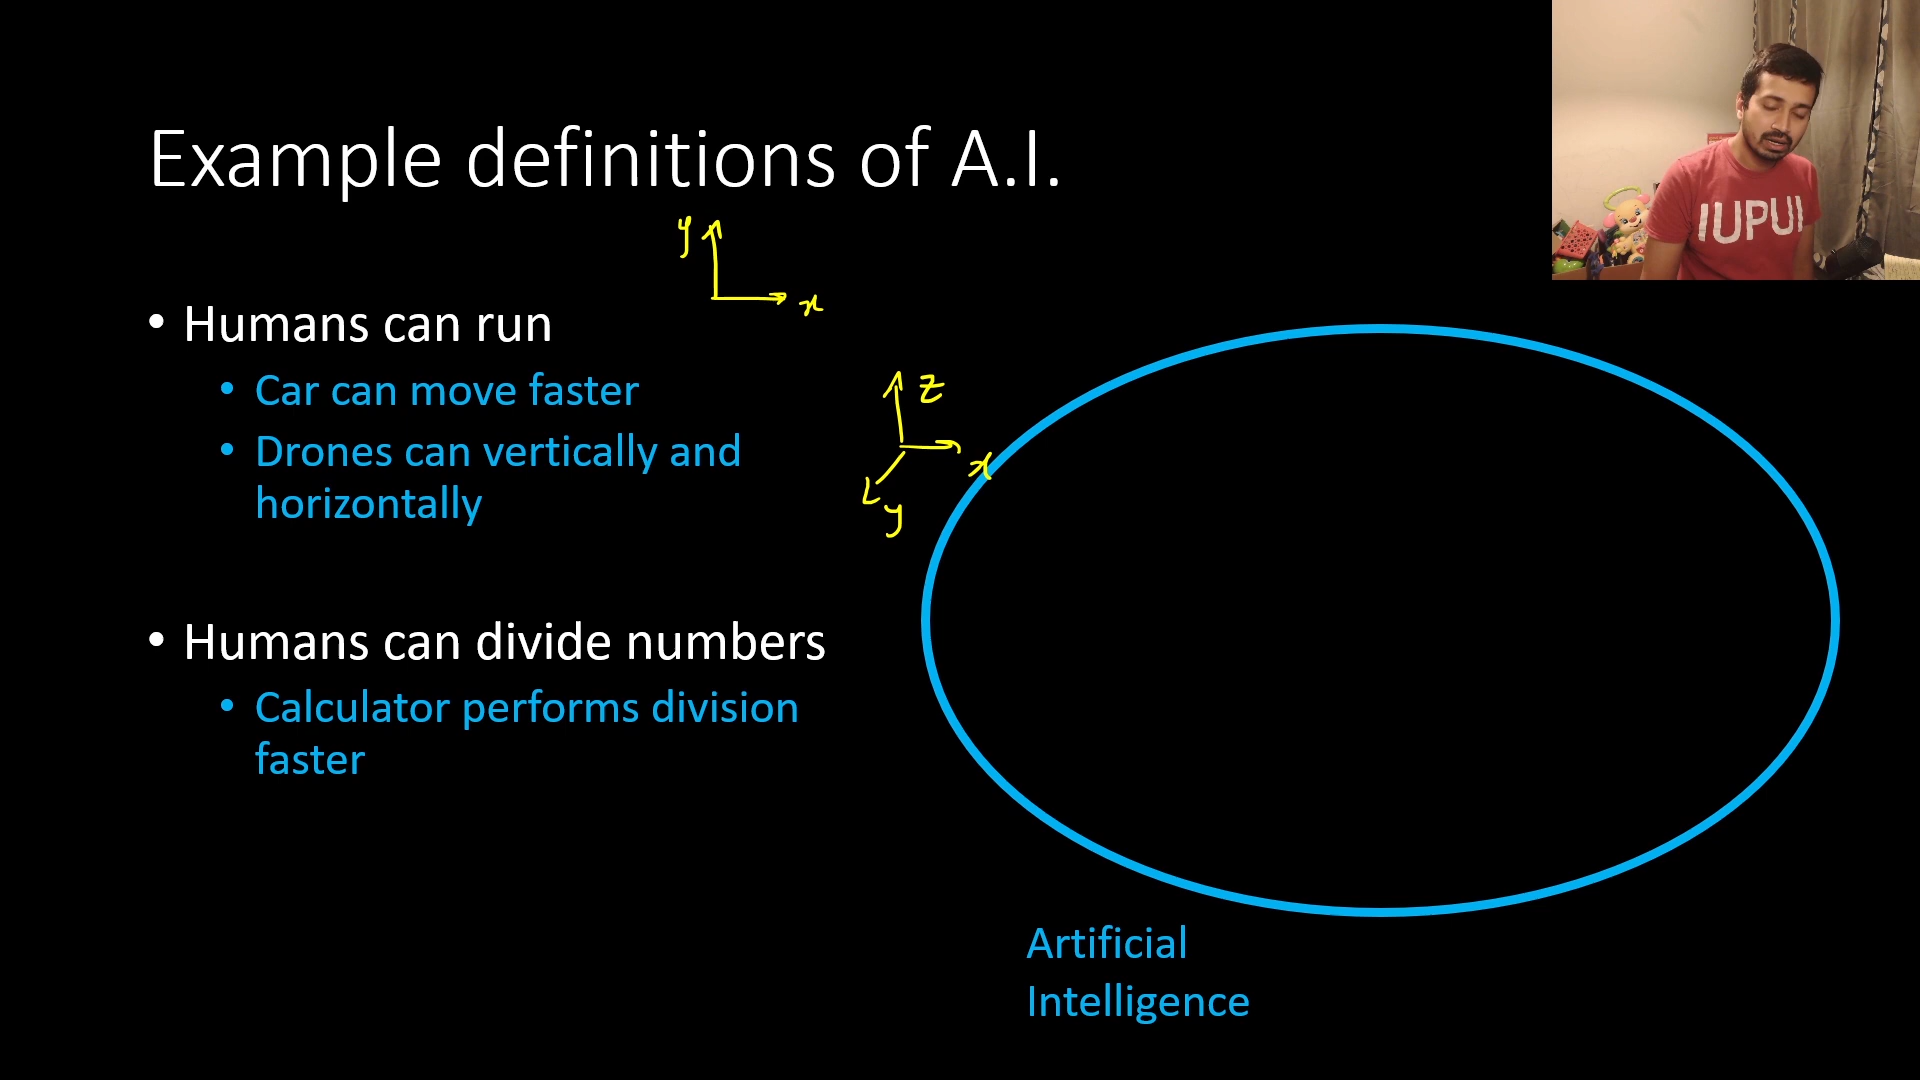 Example definitions of A.I.
IUPUI
y
x
• Humans can run
• Car can move faster
z
• Drones can vertically and
horizontally
x
y
• Humans can divide numbers
• Calculator performs division
faster
Artificial
Intelligence